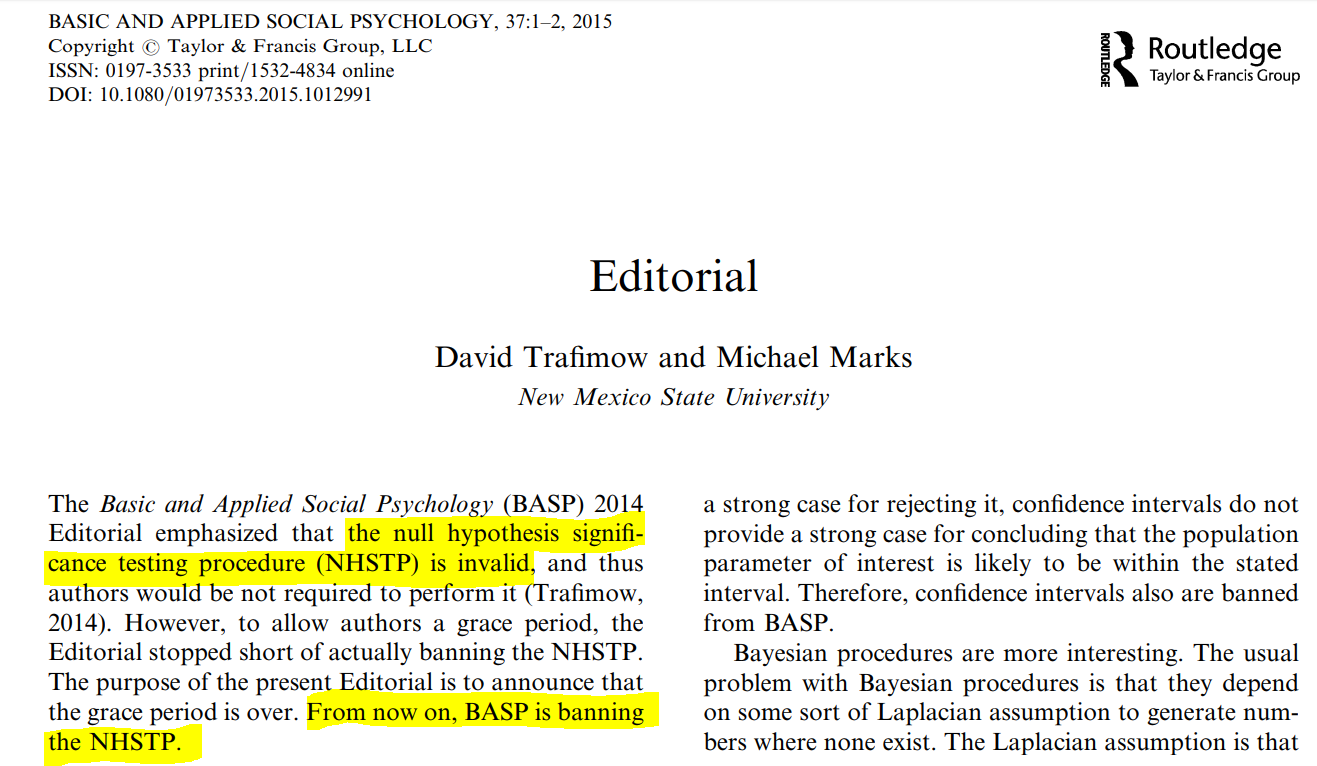 BASIC AND APPLIED SOCIAL PSYCHOLOGY, 37:1–2, 2015
Copyright © Taylor & Francis Group, LLC
ISSN: 0197-3533 print/1532-4834 online
DOI: 10.1080/01973533.2015.1012991
ROUTLEDGE
Routledge
Taylor & Francis Group
Editorial
David Trafimow and Michael Marks
New Mexico State University
The Basic and Applied Social Psychology (BASP) 2014
Editorial emphasized that the null hypothesis signifi-
cance testing procedure (NHSTP) is invalid, and thus
authors would be not required to perform it (Trafimow,
2014). However, to allow authors a grace period, the
Editorial stopped short of actually banning the NHSTP.
The purpose of the present Editorial is to announce that
the grace period is over. From now on, BASP is banning
the NHSTP.
a strong case for rejecting it, confidence intervals do not
provide a strong case for concluding that the population
parameter of interest is likely to be within the stated
interval. Therefore, confidence intervals also are banned
from BASP.
Bayesian procedures are more interesting. The usual
problem with Bayesian procedures is that they depend
on some sort of Laplacian assumption to generate num-
bers where none exist. The Laplacian assumption is that